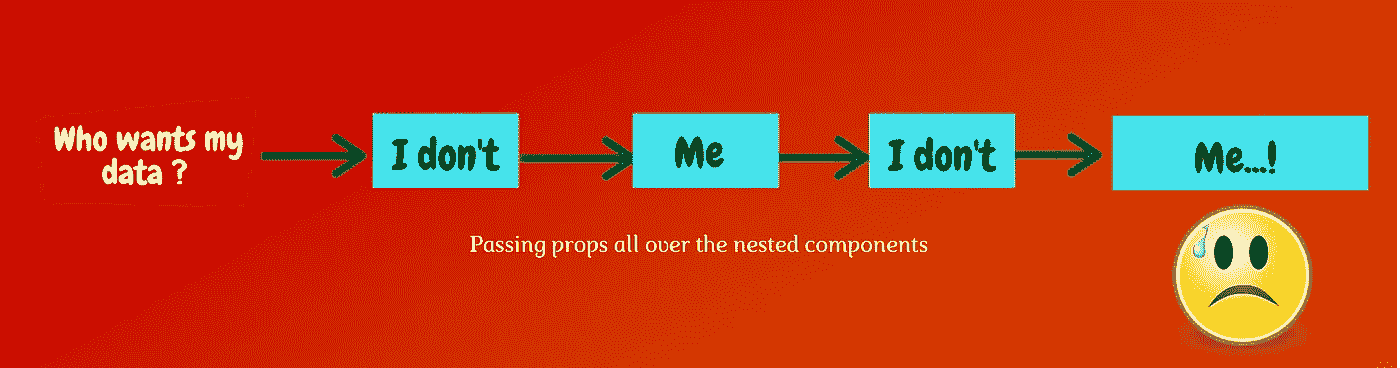 Who wants my
data ?
I don't
Me
I don't
Me...!
Passing props all over the nested components